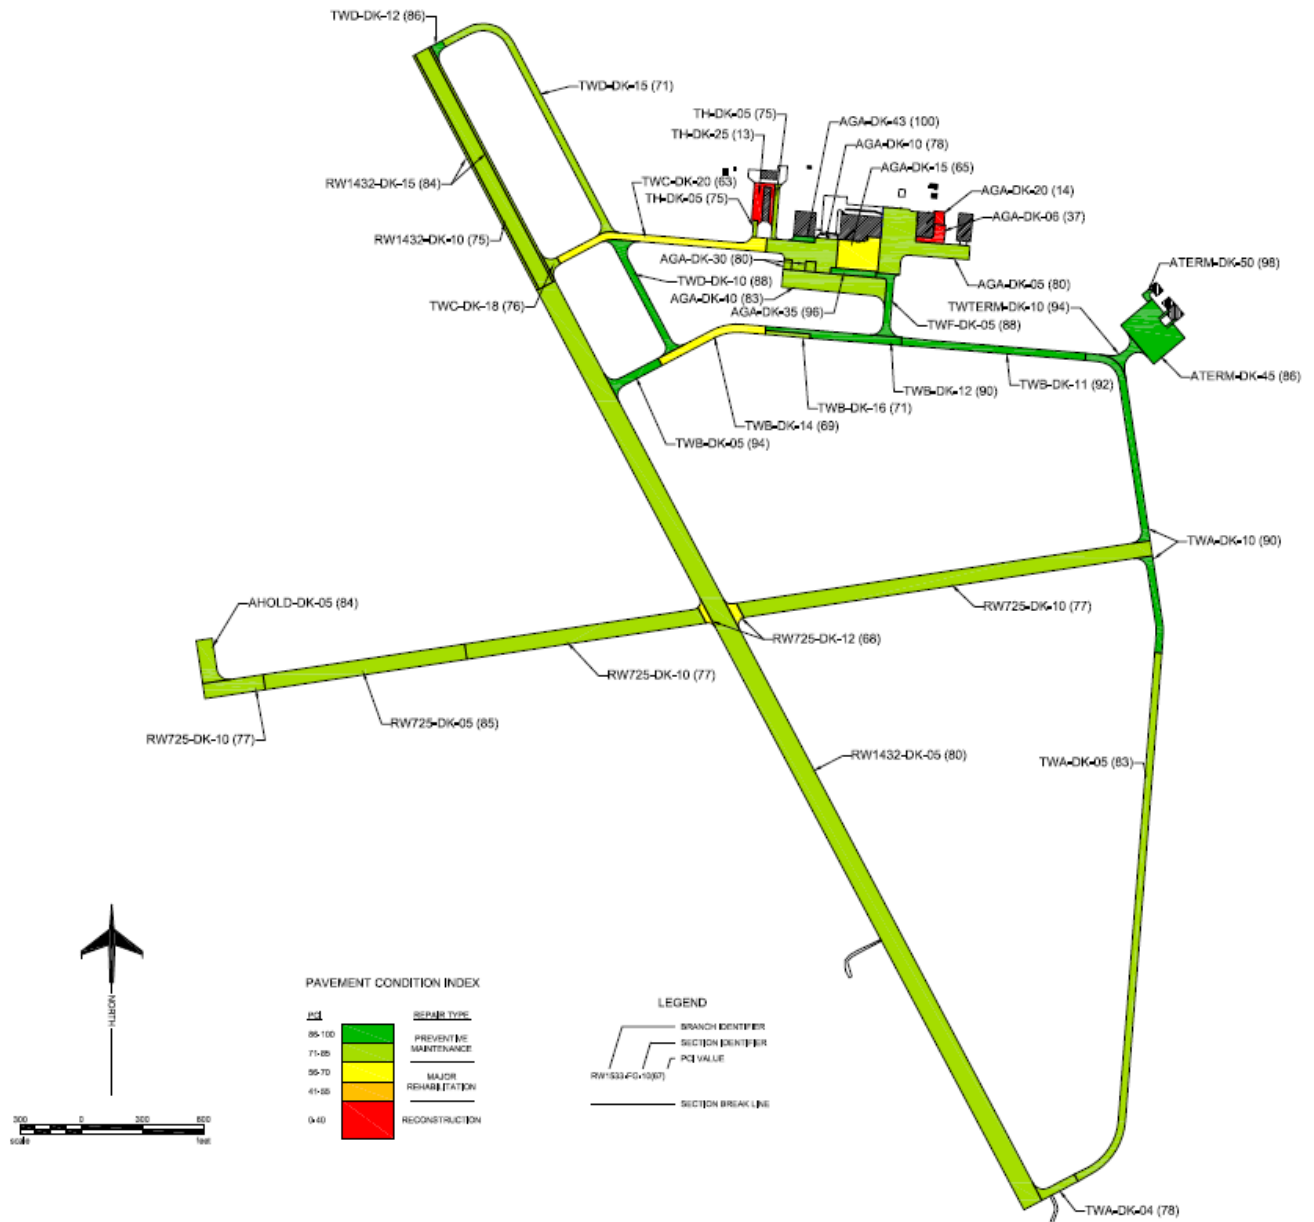 TWD-DK-12 (86)
TWD-DK-15 (71)
TH-DK-05 (75)
TH-DK-25 (13)
AGA-DK-43 (100)
AGA-DK-10 (78)
AGA-DK-15 (65)
RW1432-DK-15 (84)
TWC-DK-20 (63)
AGA-DK-20 (14)
TH-DK-05 (75)
AGA-DK-06 (37)
RW1432-DK-10 (75)
AGA-DK-30 (80)
ATERM-DK-50 (98)
TWD-DK-10 (88)
AGA-DK-05 (80)
AGA-DK-40 (83)
TWC-DK-18 (76)
TWTERM-DK-10 (94)
AGA-DK-35 (96)
TWF-DK-05 (88)
ATERM-DK-45 (86)
TWB-DK-11 (92)
TWB-DK-12 (90)
TWB-DK-16 (71)
TWB-DK-14 (69)
TWB-DK-05 (94)
TWA-DK-10 (90)
AHOLD-DK-05 (84)
RW725-DK-10 (77)
RW725-DK-12 (68)
RW725-DK-10 (77)
RW725-DK-05 (85)
RW725-DK-10 (77)
RW1432-DK-05 (80)
TWA-DK-05 (83)
NORTH
300 0 300 600
scale feet
PAVEMENT CONDITION INDEX
PCI REPAIR TYPE
86-100 PREVENTIVE
71-85 MAINTENANCE
56-70 MAJOR
41-55 REHABILITATION
0-40 RECONSTRUCTION
LEGEND
BRANCH IDENTIFIER
SECTION IDENTIFIER
PCI VALUE
RW1533-FG-10(67)
SECTION BREAK LINE
TWA-DK-04 (78)